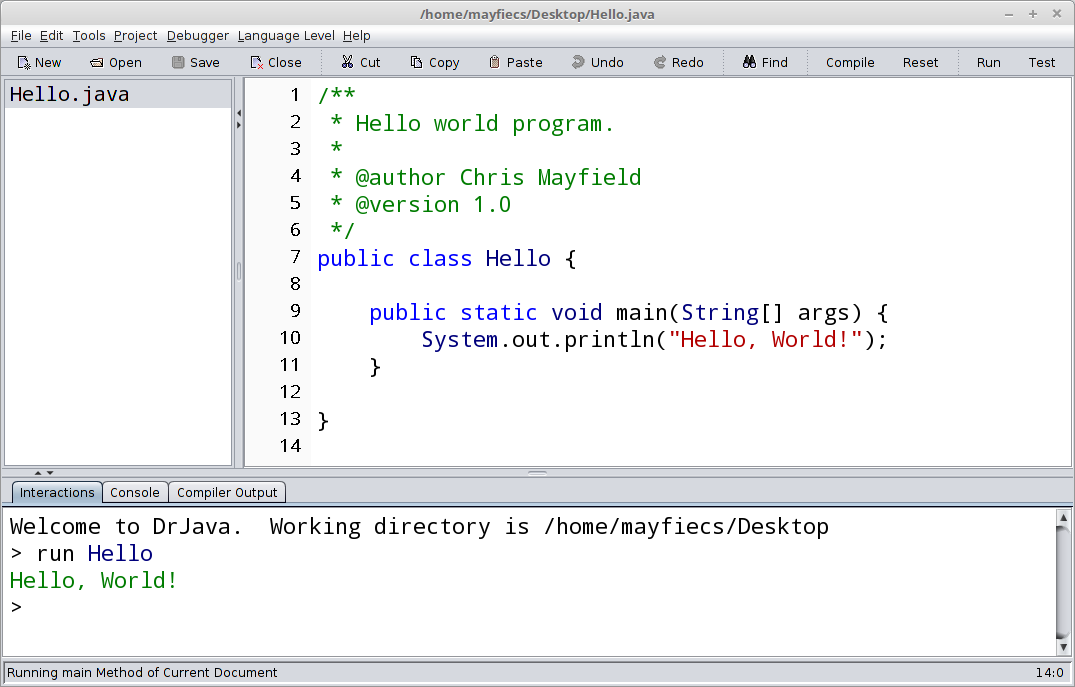 /home/mayfiecs/Desktop/Hello.java
File Edit Tools Project Debugger Language Level Help
New Open Save Close Cut Copy Paste Undo Redo Find Compile Reset Run Test
Hello.java
1 /**
2  * Hello world program.
3  *
4  * @author Chris Mayfield
5  * @version 1.0
6  */
7 public class Hello {
8
9     public static void main(String[] args) {
10         System.out.println("Hello, World!");
11     }
12
13 }
14
Interactions Console Compiler Output
Welcome to DrJava.  Working directory is /home/mayfiecs/Desktop
> run Hello
Hello, World!
>
Running main Method of Current Document 14:0